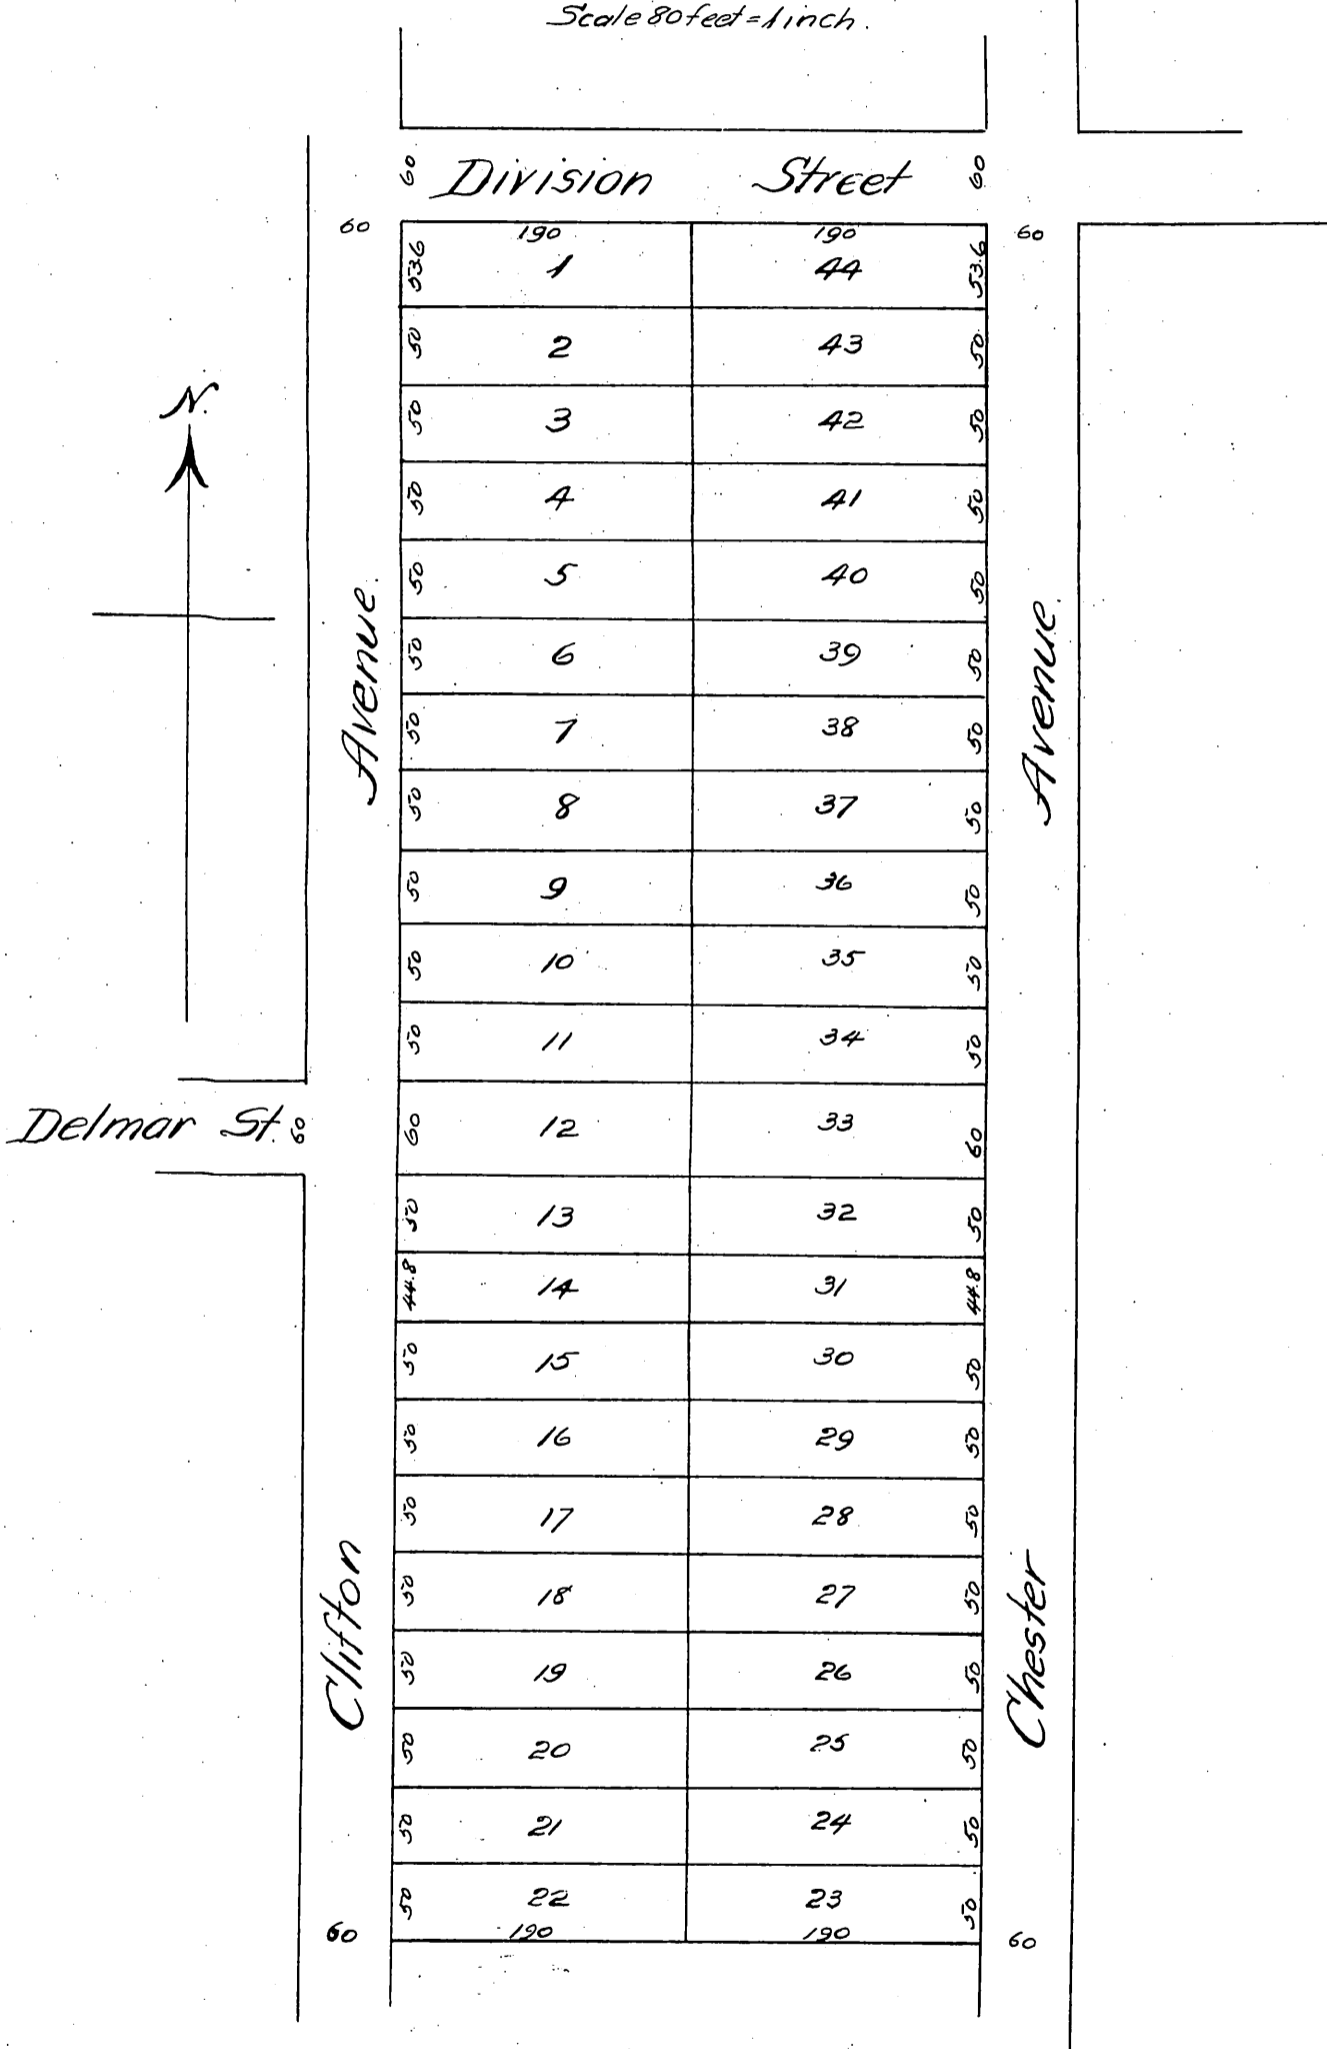 Scale 80 feet = 1 inch.
60 Division Street 60
60 190 190 60
53.6 1 44 53.6
50 2 43 50
N.
50 3 42 50
50 4 41 50
50 5 40 50
50 6 39 50
Avenue. Avenue.
50 7 38 50
50 8 37 50
50 9 36 50
50 10 35 50
50 11 34 50
Delmar St. 60
60 12 33 60
50 13 32 50
44.8 14 31 44.8
50 15 30 50
50 16 29 50
50 17 28 50
50 18 27 50
Clifton Chester
50 19 26 50
50 20 25 50
50 21 24 50
50 22 23 50
60 190 190 60